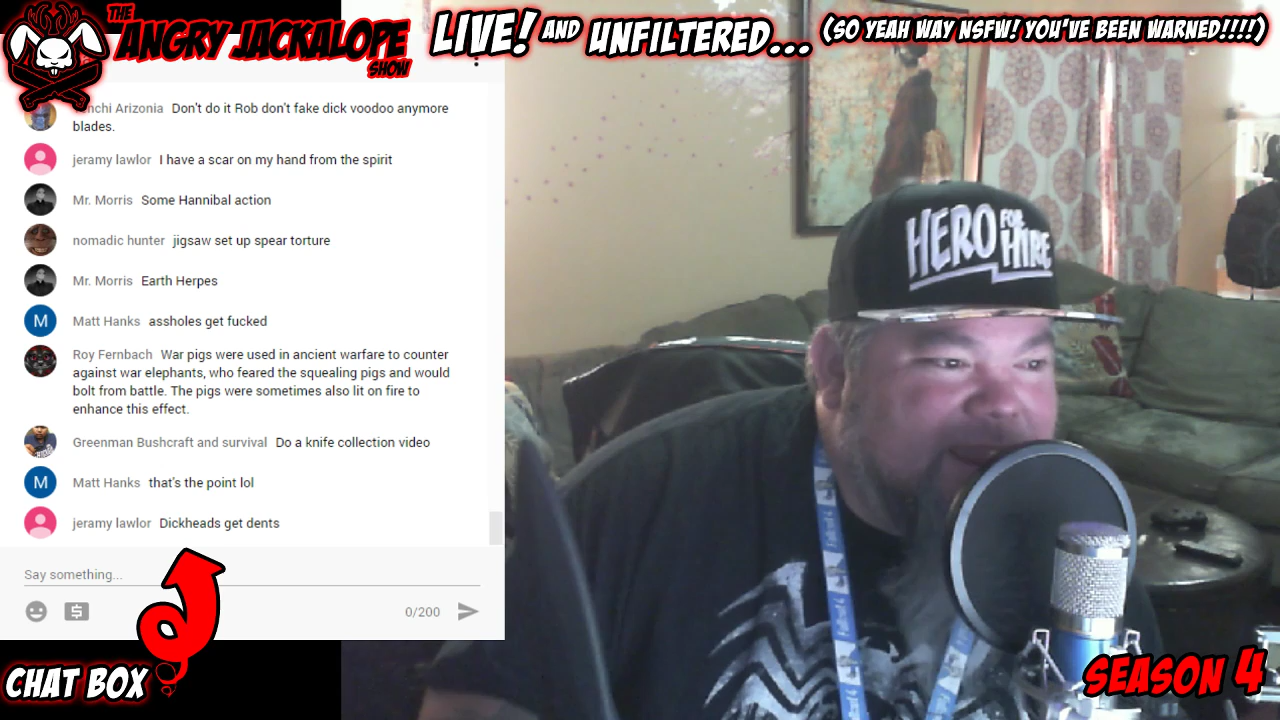 THE
ANGRY JACKALOPE
SHOW
LIVE! AND UNFILTERED...
(SO YEAH WAY NSFW! YOU'VE BEEN WARNED!!!!)
nchi Arizonia Don't do it Rob don't fake dick voodoo anymore
blades.
jeramy lawlor I have a scar on my hand from the spirit
Mr. Morris Some Hannibal action
nomadic hunter jigsaw set up spear torture
Mr. Morris Earth Herpes
M Matt Hanks assholes get fucked
Roy Fernbach War pigs were used in ancient warfare to counter
against war elephants, who feared the squealing pigs and would
bolt from battle. The pigs were sometimes also lit on fire to
enhance this effect.
Greenman Bushcraft and survival Do a knife collection video
M Matt Hanks that's the point lol
jeramy lawlor Dickheads get dents
Say something...
0/200
CHAT BOX
HERO FOR HIRE
SEASON 4